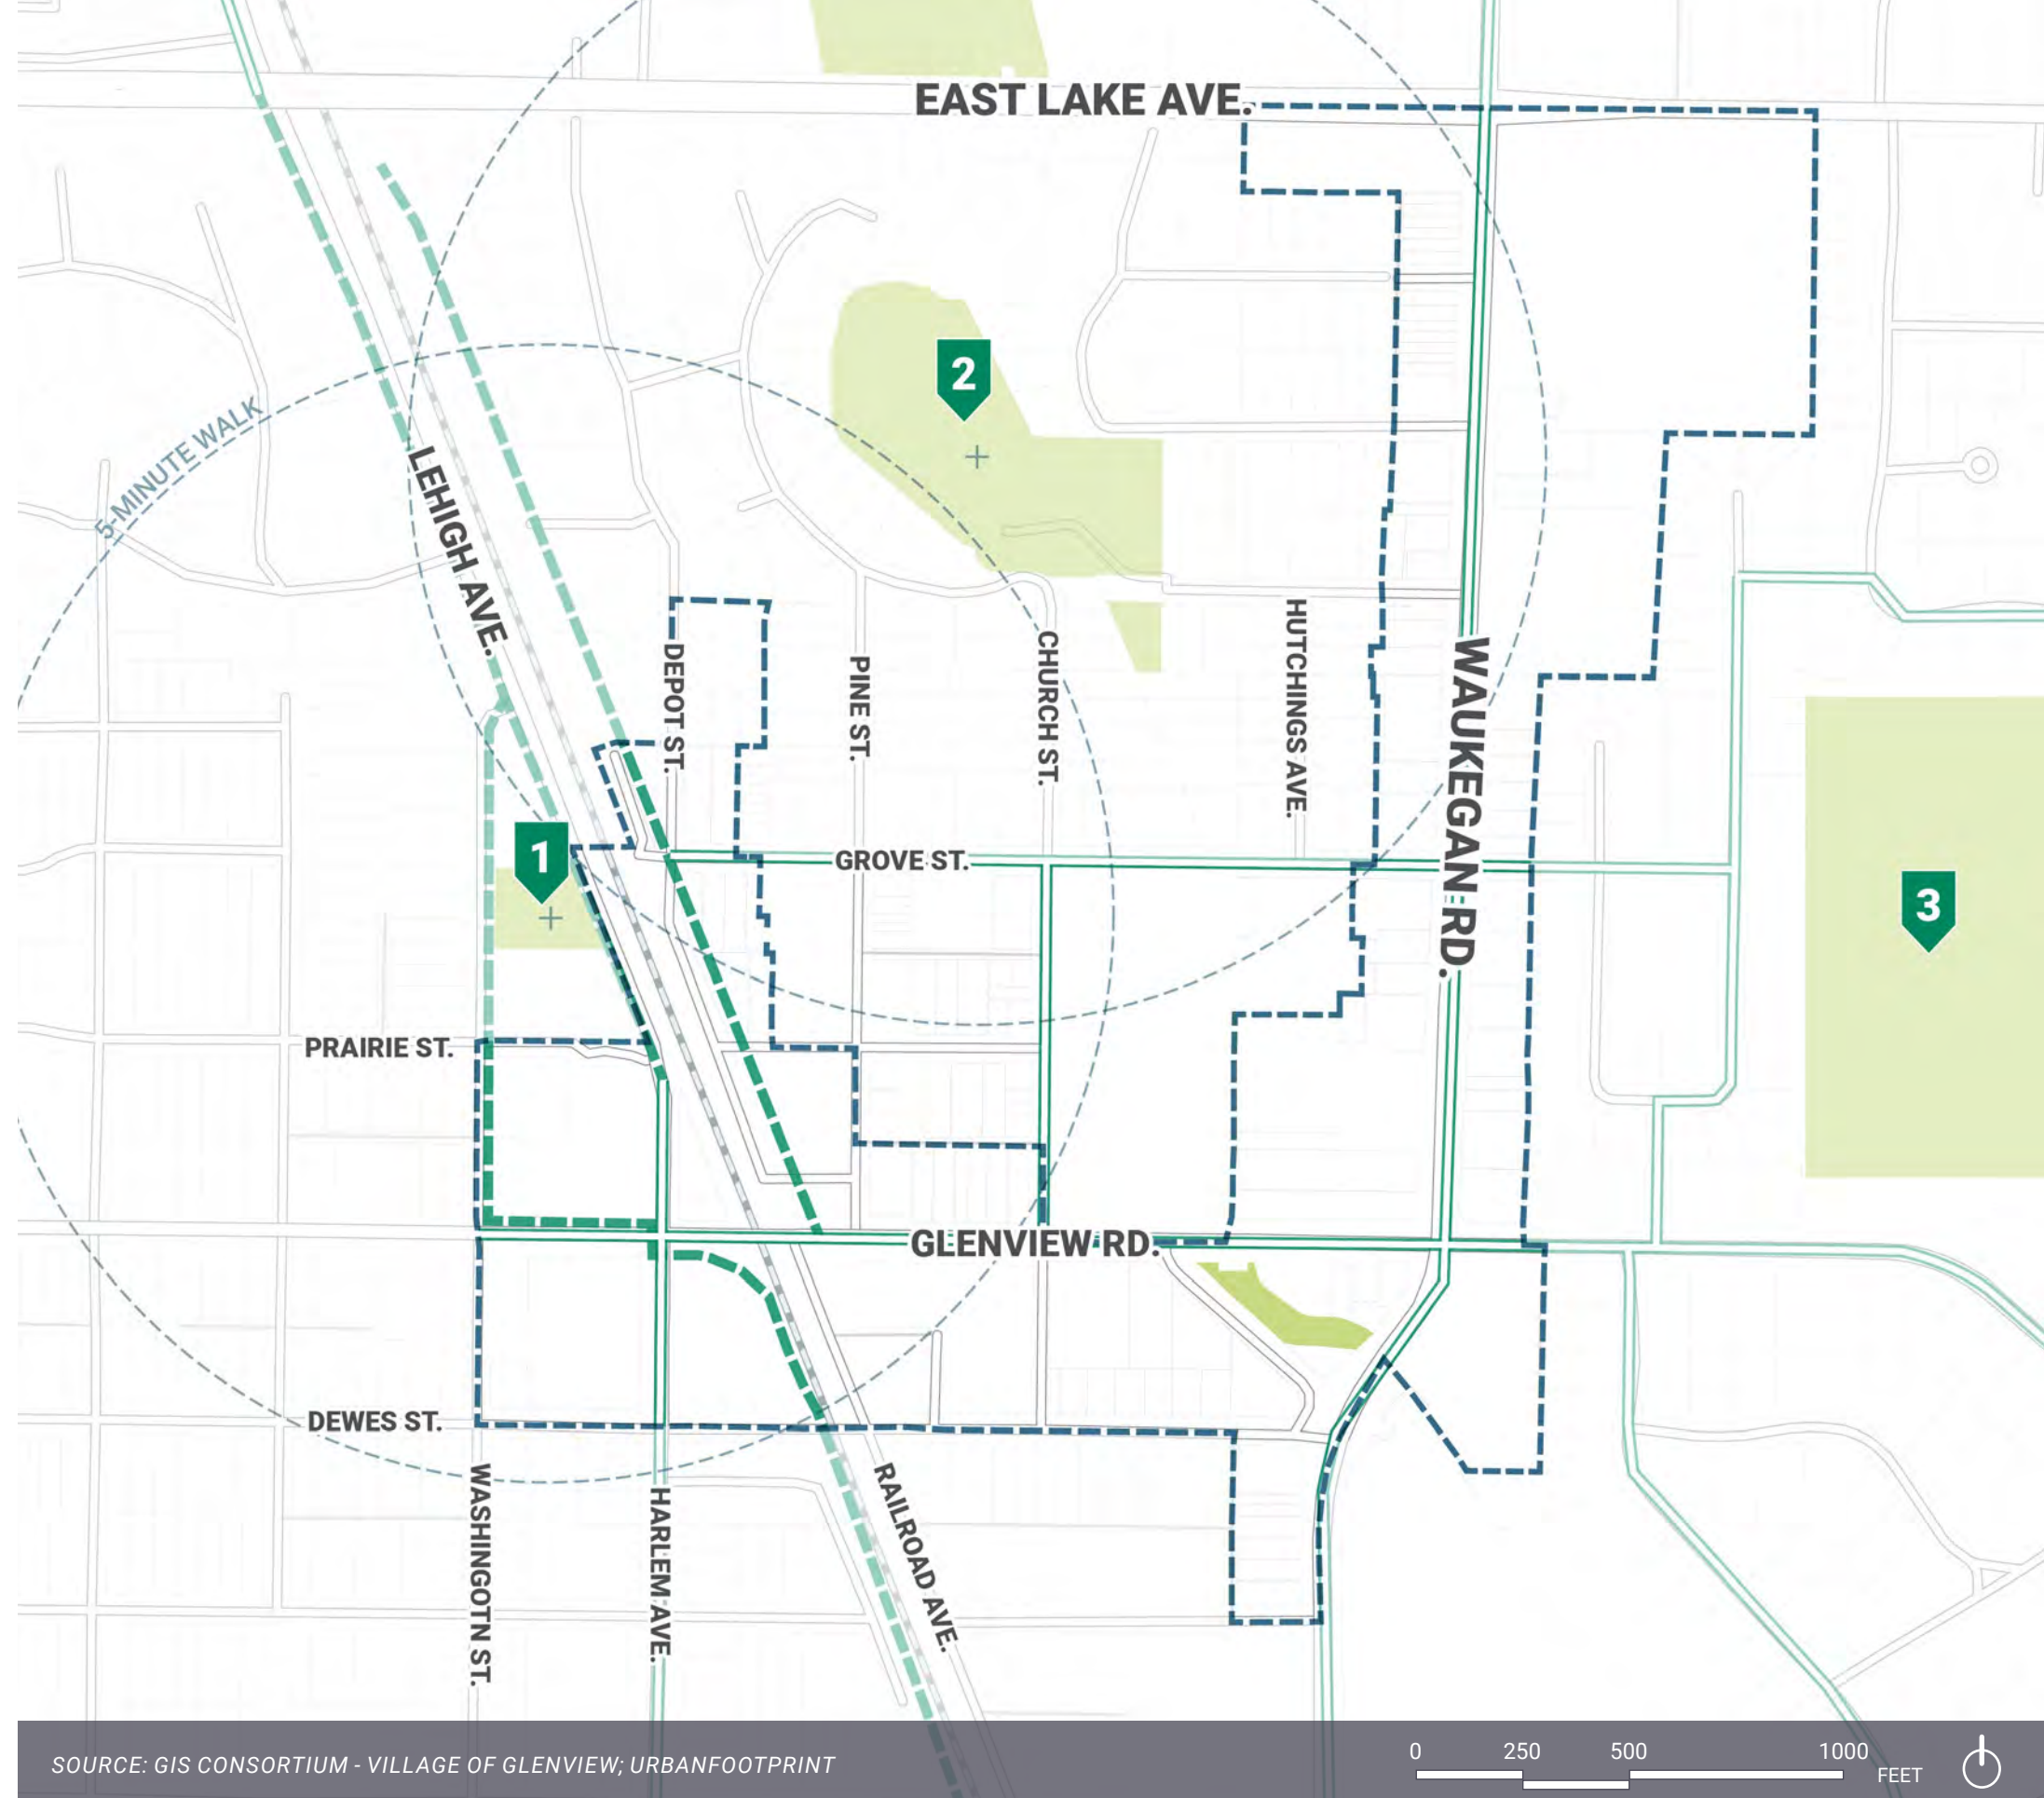 EAST LAKE AVE.
2
5-MINUTE WALK
LEHIGH AVE.
DEPOT ST.
PINE ST.
CHURCH ST.
HUTCHINGS AVE.
WAUKEGAN RD.
1
GROVE ST.
3
PRAIRIE ST.
GLENVIEW RD.
DEWES ST.
WASHINGOTN ST.
HARLEM AVE.
RAILROAD AVE.
SOURCE: GIS CONSORTIUM - VILLAGE OF GLENVIEW; URBANFOOTPRINT
0 250 500 1000
FEET